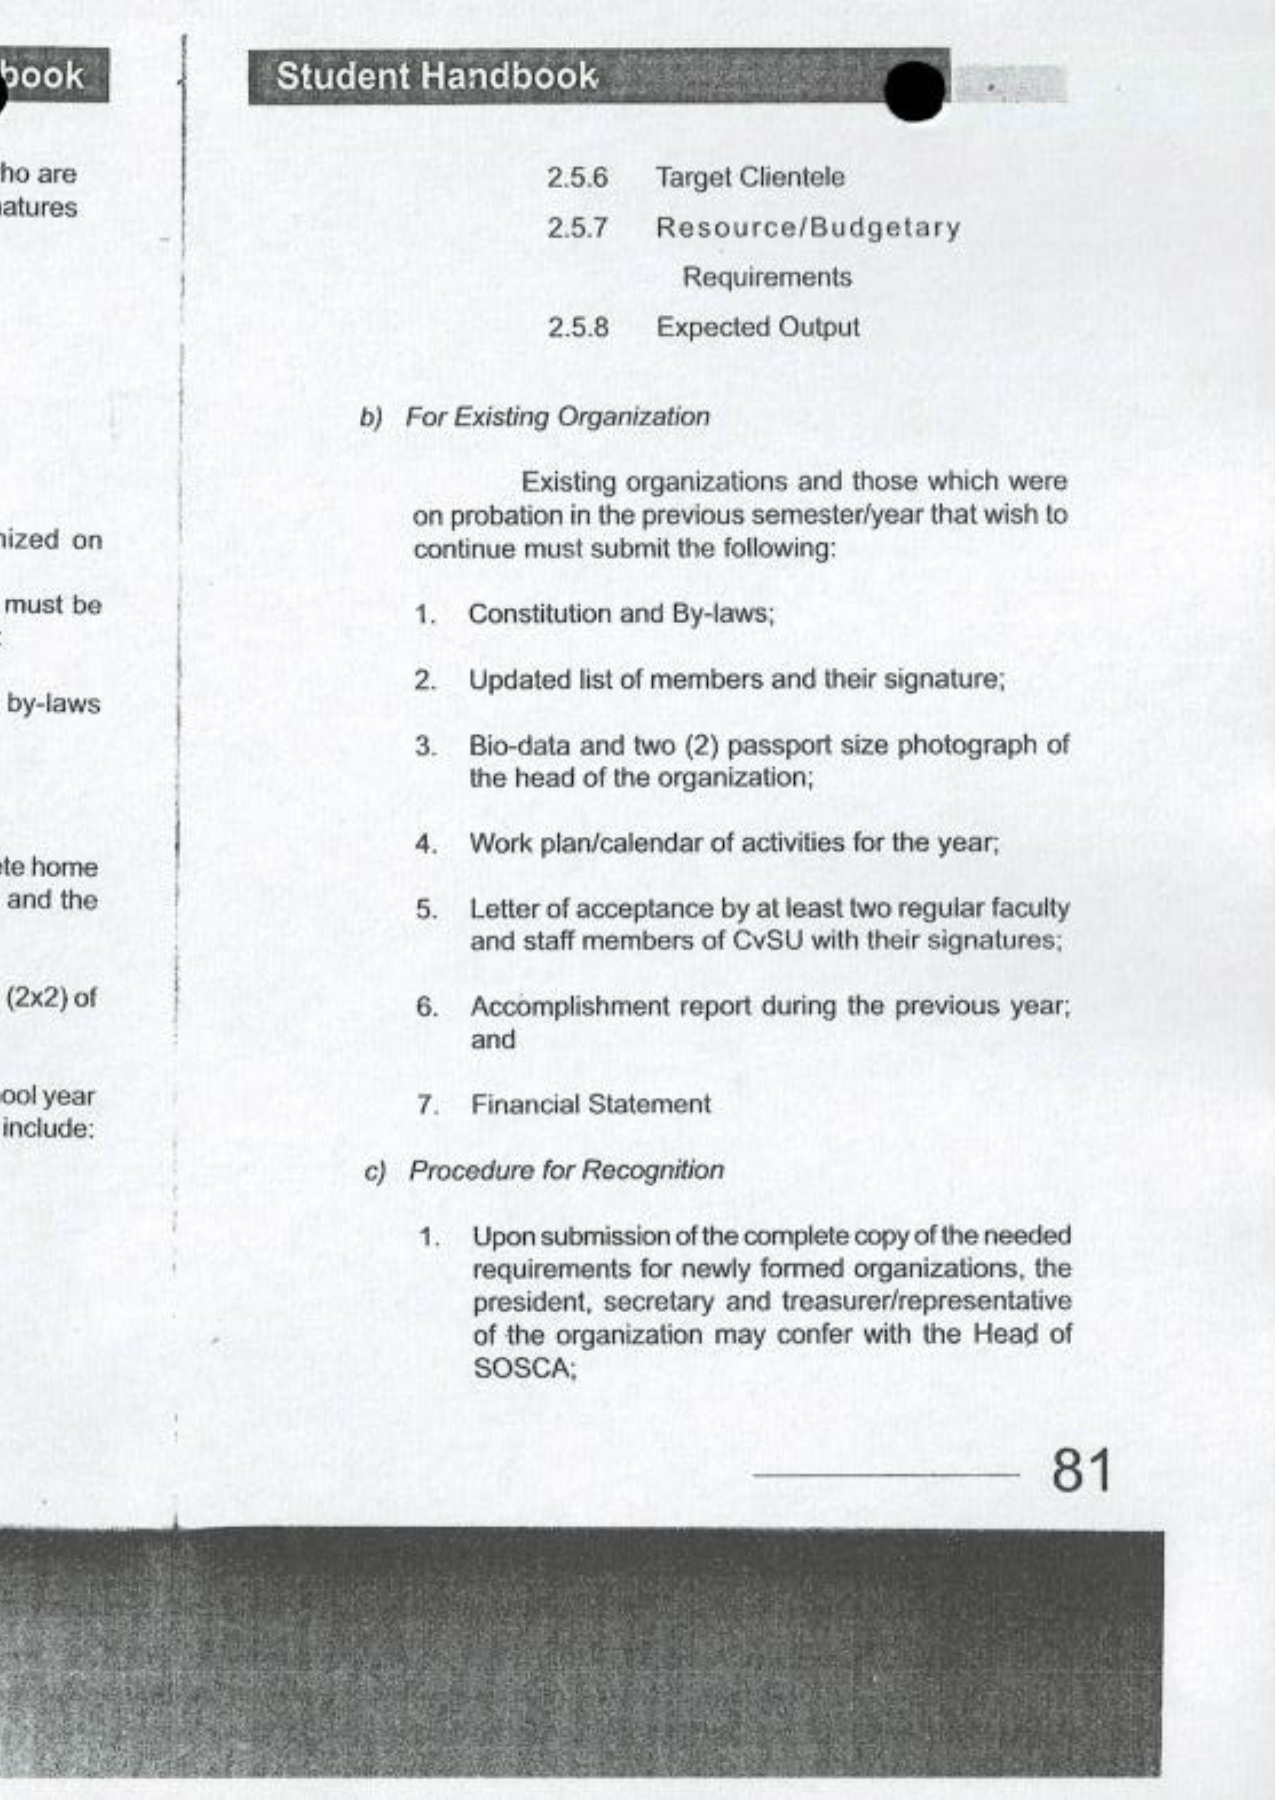 book
ho are
natures
nized on
must be
:
by-laws
ete home
and the
(2x2) of
ool year
include:
Student Handbook
2.5.6 Target Clientele
2.5.7 Resource/Budgetary
Requirements
2.5.8 Expected Output
b) For Existing Organization
Existing organizations and those which were
on probation in the previous semester/year that wish to
continue must submit the following:
1. Constitution and By-laws;
2. Updated list of members and their signature;
3. Bio-data and two (2) passport size photograph of
the head of the organization;
4. Work plan/calendar of activities for the year;
5. Letter of acceptance by at least two regular faculty
and staff members of CvSU with their signatures;
6. Accomplishment report during the previous year;
and
7. Financial Statement
c) Procedure for Recognition
1. Upon submission of the complete copy of the needed
requirements for newly formed organizations, the
president, secretary and treasurer/representative
of the organization may confer with the Head of
SOSCA;
81